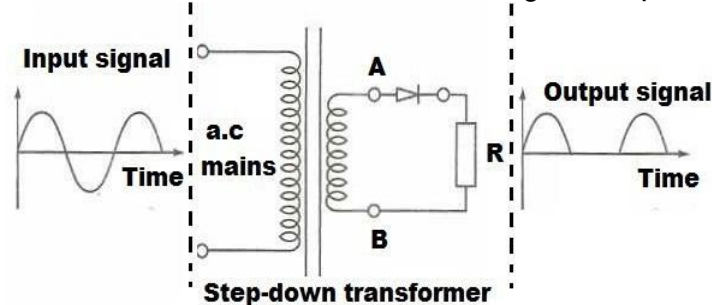 Input signal
Time
a.c
mains
A
R
B
Step-down transformer
Output signal
Time